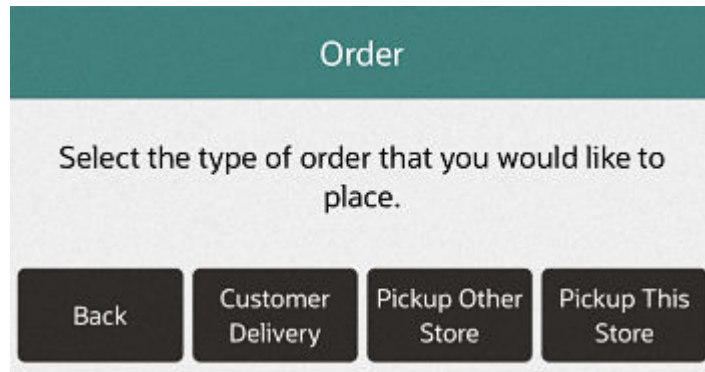 Order
Select the type of order that you would like to
place.
Back
Customer
Delivery
Pickup Other
Store
Pickup This
Store